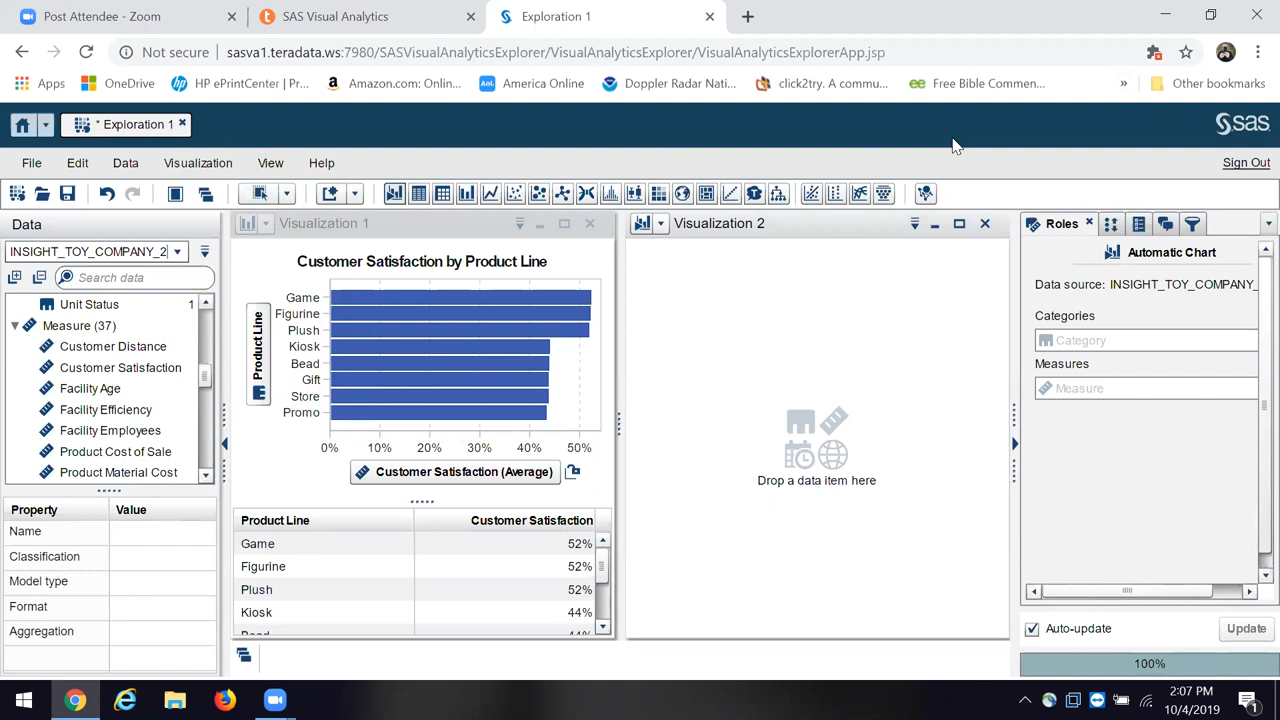 Post Attendee - Zoom
SAS Visual Analytics
Exploration 1
Not secure
sasva1.teradata.ws:7980/SASVisualAnalyticsExplorer/VisualAnalyticsExplorer/VisualAnalyticsExplorerApp.jsp
Apps OneDrive HP ePrintCenter | Pr... Amazon.com: Onlin... America Online Doppler Radar Nati... click2try. A commu... Free Bible Commen... » Other bookmarks
* Exploration 1
sas
File Edit Data Visualization View Help Sign Out
Data
INSIGHT_TOY_COMPANY_2
Search data
Unit Status 1
Measure (37)
Customer Distance
Customer Satisfaction
Facility Age
Facility Efficiency
Facility Employees
Product Cost of Sale
Product Material Cost
Property Value
Name
Classification
Model type
Format
Aggregation
Visualization 1
Customer Satisfaction by Product Line
Product Line
Game
Figurine
Plush
Kiosk
Bead
Gift
Store
Promo
0% 10% 20% 30% 40% 50%
Customer Satisfaction (Average)
Product Line Customer Satisfaction
Game 52%
Figurine 52%
Plush 52%
Kiosk 44%
Bead 44%
Visualization 2
Drop a data item here
Roles
Automatic Chart
Data source: INSIGHT_TOY_COMPANY_
Categories
Category
Measures
Measure
Auto-update
Update
100%
2:07 PM
10/4/2019
1